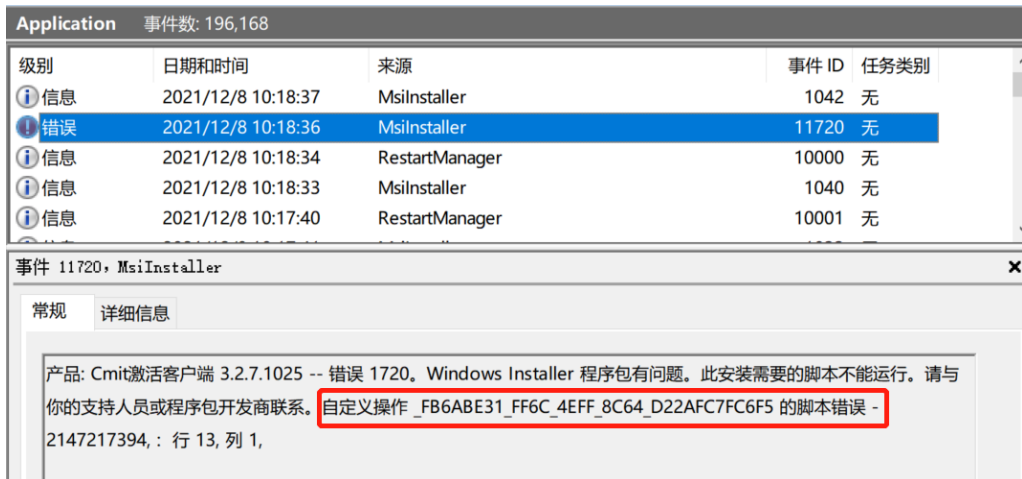 Application 事件数: 196,168
级别 日期和时间 来源 事件 ID 任务类别
信息 2021/12/8 10:18:37 MsiInstaller 1042 无
错误 2021/12/8 10:18:36 MsiInstaller 11720 无
信息 2021/12/8 10:18:34 RestartManager 10000 无
信息 2021/12/8 10:18:33 MsiInstaller 1040 无
信息 2021/12/8 10:17:40 RestartManager 10001 无
事件 11720，MsiInstaller
常规 详细信息
产品: Cmit激活客户端 3.2.7.1025 -- 错误 1720。Windows Installer 程序包有问题。此安装需要的脚本不能运行。请与
你的支持人员或程序包开发商联系。自定义操作 _FB6ABE31_FF6C_4EFF_8C64_D22AFC7FC6F5 的脚本错误 -
2147217394, : 行 13, 列 1,